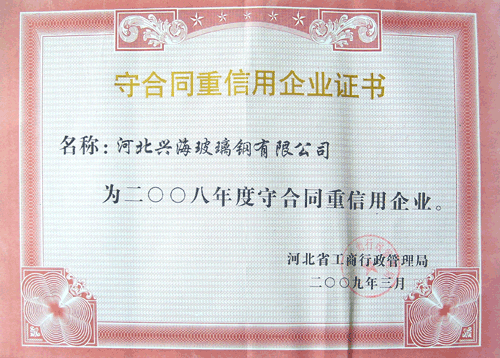 守合同重信用企业证书
名称：河北兴海玻璃钢有限公司
为二〇〇八年度守合同重信用企业。
河北省工商行政管理局
二〇〇九年三月